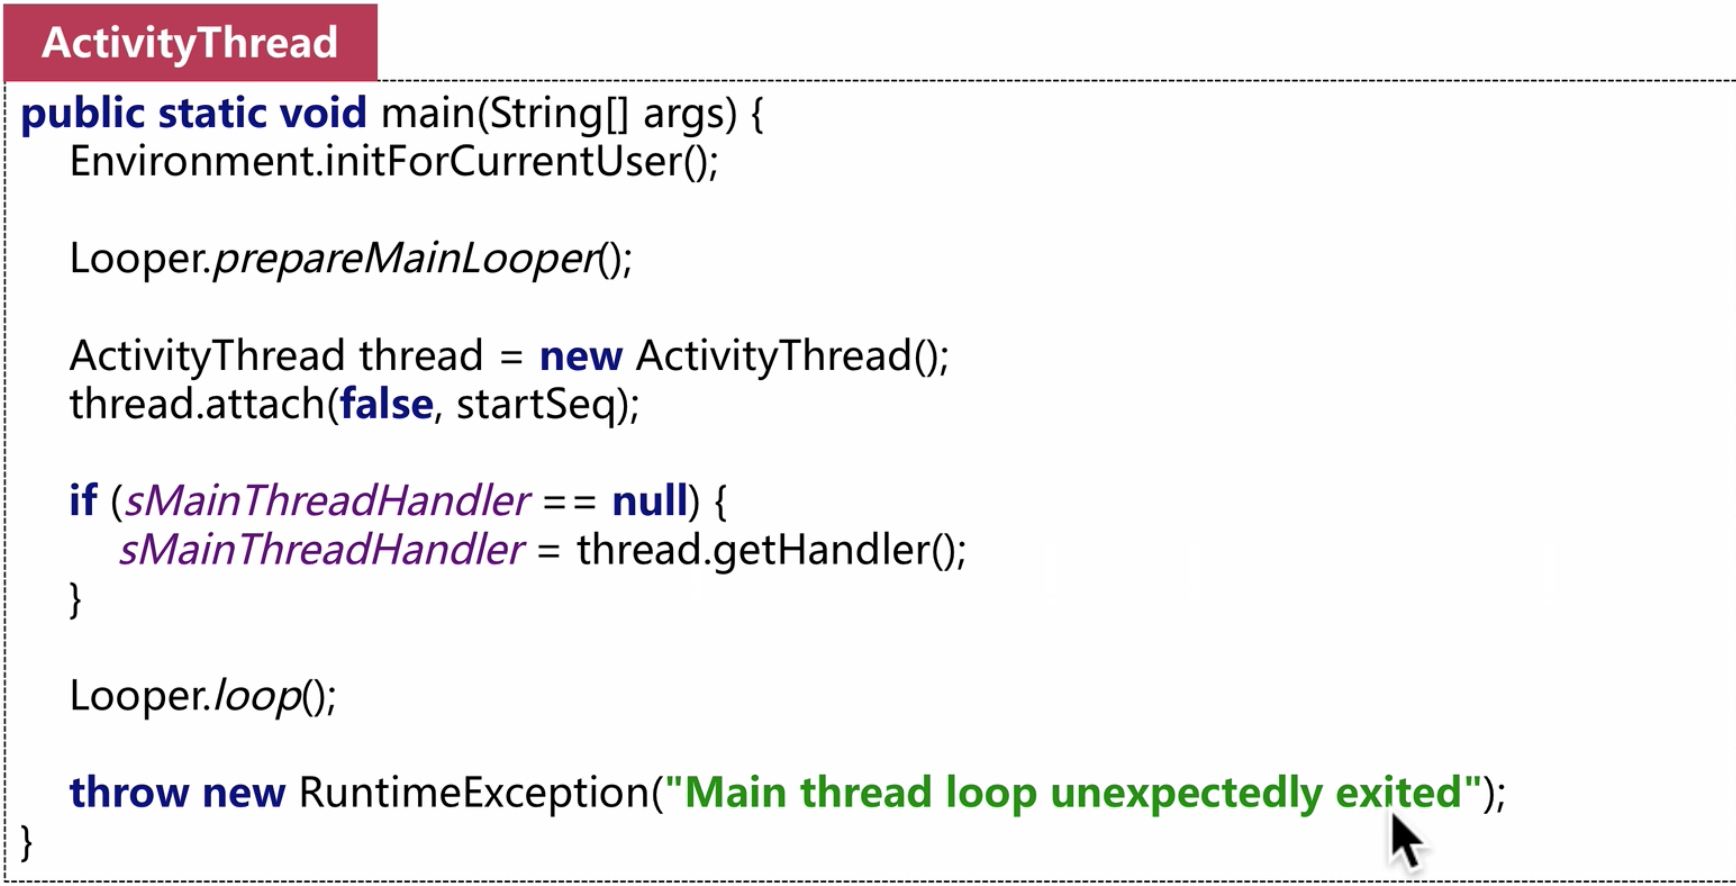 ActivityThread
public static void main(String[] args) {
Environment.initForCurrentUser();
Looper.prepareMainLooper();
ActivityThread thread = new ActivityThread();
thread.attach(false, startSeq);
if (sMainThreadHandler == null) {
sMainThreadHandler = thread.getHandler();
}
Looper.loop();
throw new RuntimeException("Main thread loop unexpectedly exited");
}